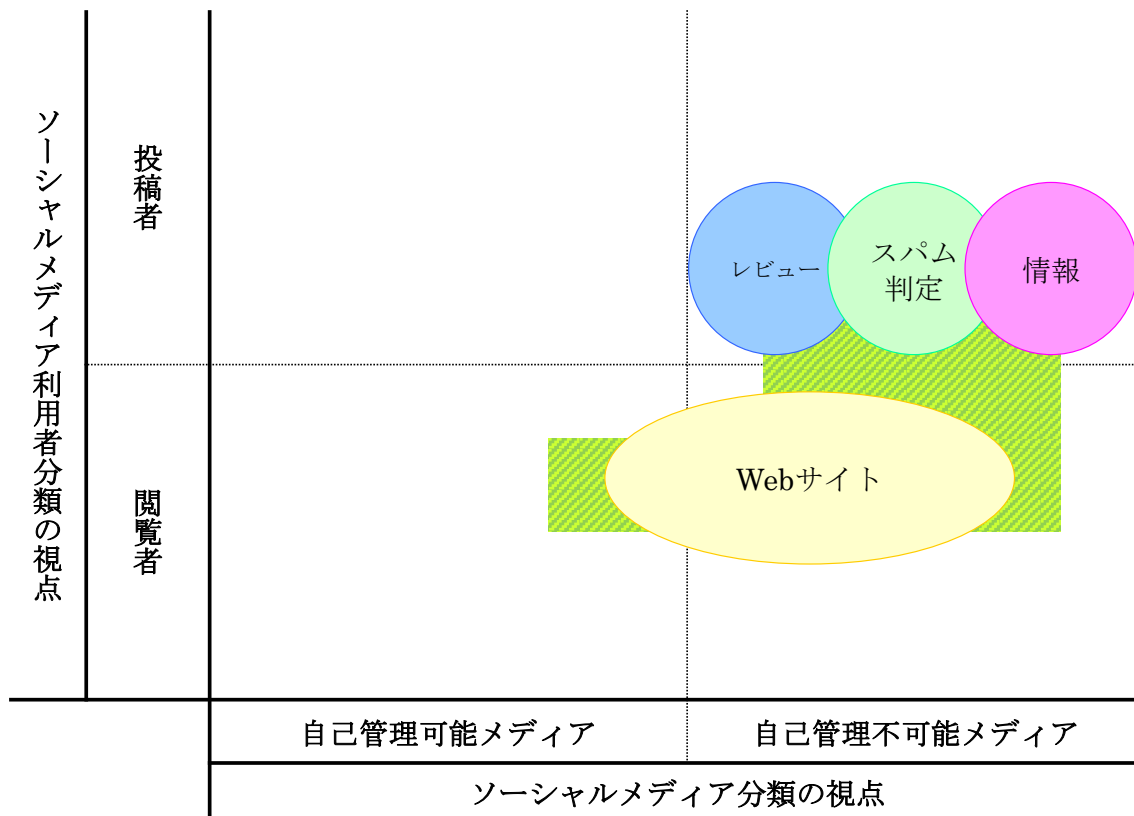 ソーシャルメディア利用者分類の視点
投稿者
閲覧者
レビュー
スパム
判定
情報
Webサイト
自己管理可能メディア
自己管理不可能メディア
ソーシャルメディア分類の視点